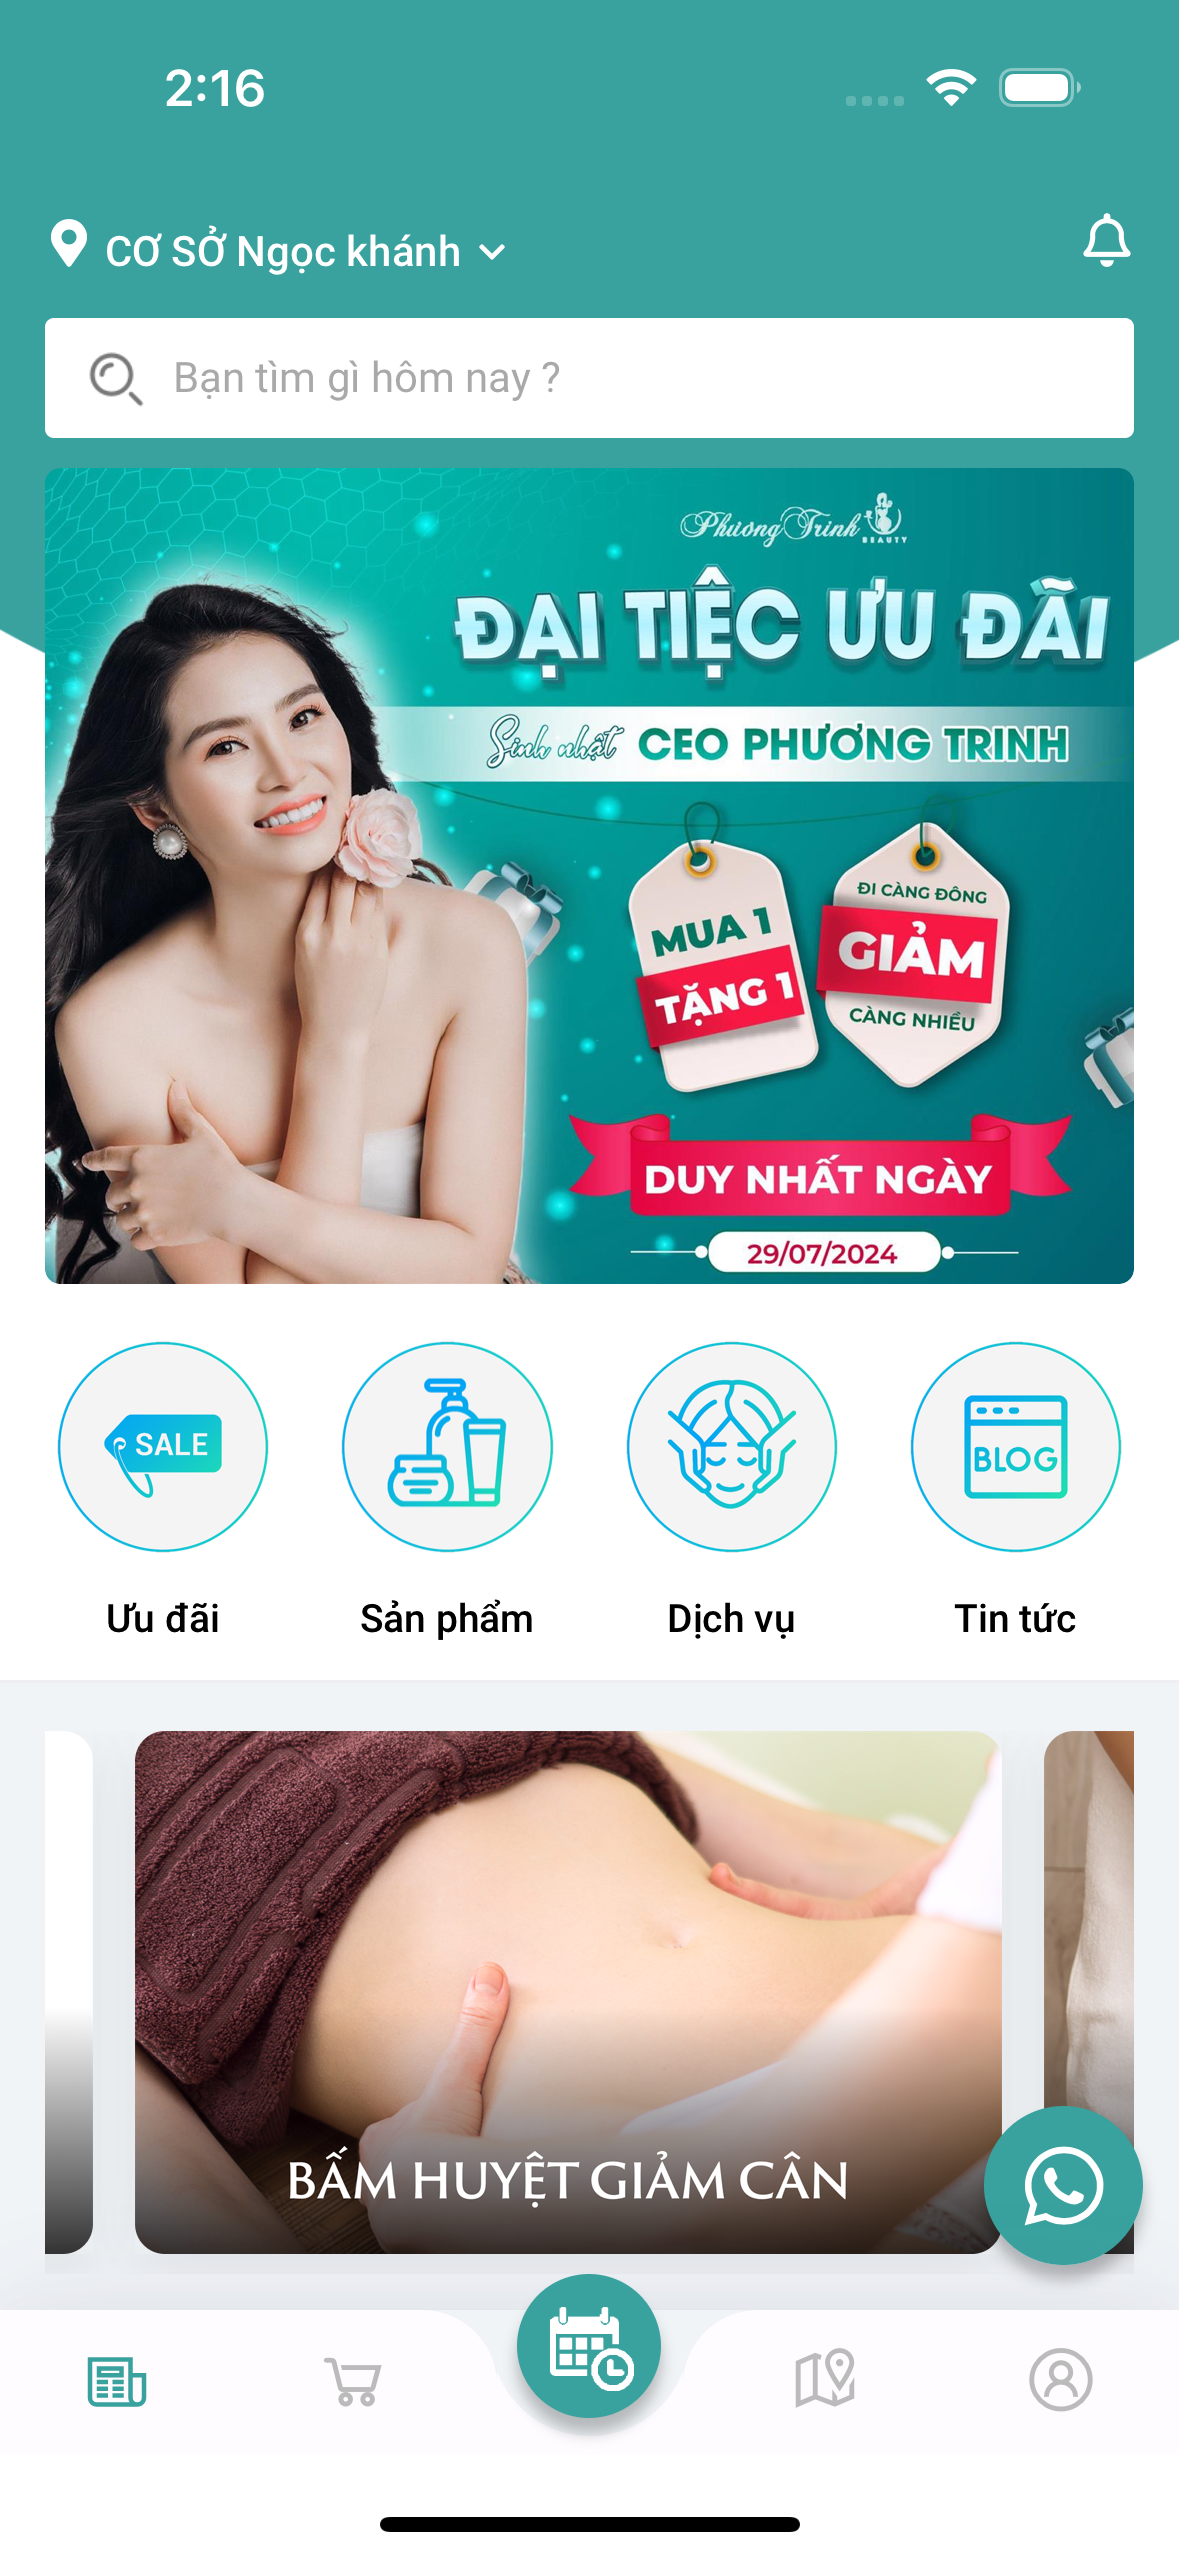 2:16
CƠ SỞ Ngọc khánh
Bạn tìm gì hôm nay ?
Phương Trinh
BEAUTY
ĐẠI TIỆC ƯU ĐÃI
Sinh nhật CEO PHƯƠNG TRINH
MUA 1
TẶNG 1
ĐI CÀNG ĐÔNG
GIẢM
CÀNG NHIỀU
DUY NHẤT NGÀY
29/07/2024
SALE
BLOG
Ưu đãi
Sản phẩm
Dịch vụ
Tin tức
BẤM HUYỆT GIẢM CÂN